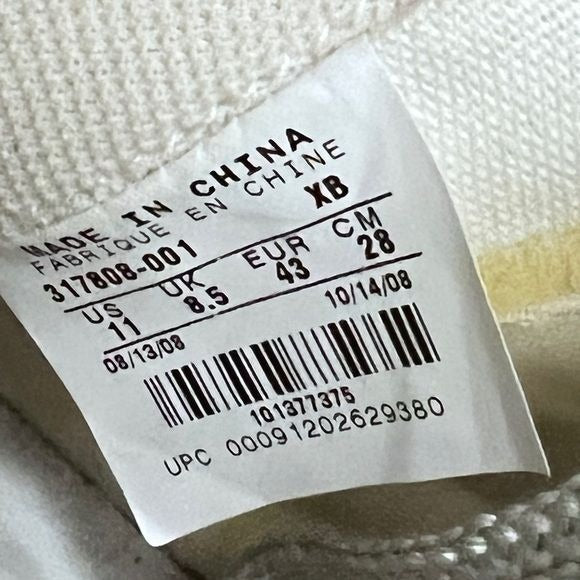 MADE IN CHINA
FABRIQUE EN CHINE
317808-001 XB
US UK EUR CM
11 8.5 43 28
08/13/08 10/14/08
101377375
UPC 00091202629380